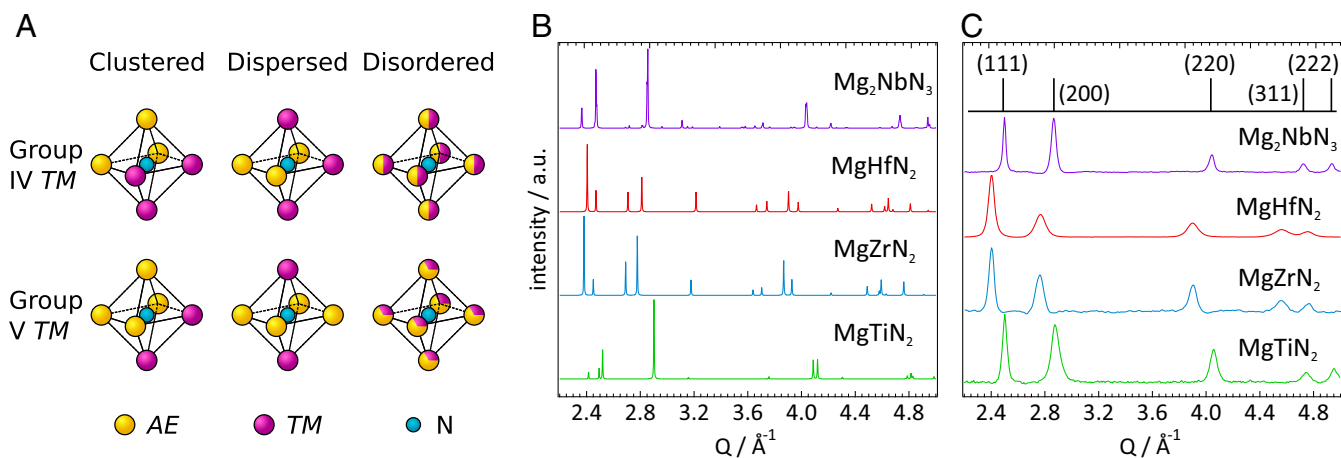 A
Clustered Dispersed Disordered
Group
IV TM
Group
V TM
AE TM N
B
intensity / a.u.
Mg₂NbN₃
MgHfN₂
MgZrN₂
MgTiN₂
2.4 2.8 3.2 3.6 4.0 4.4 4.8
Q / Å⁻¹
C
(111) (220) (222)
(200) (311)
Mg₂NbN₃
MgHfN₂
MgZrN₂
MgTiN₂
2.4 2.8 3.2 3.6 4.0 4.4 4.8
Q / Å⁻¹